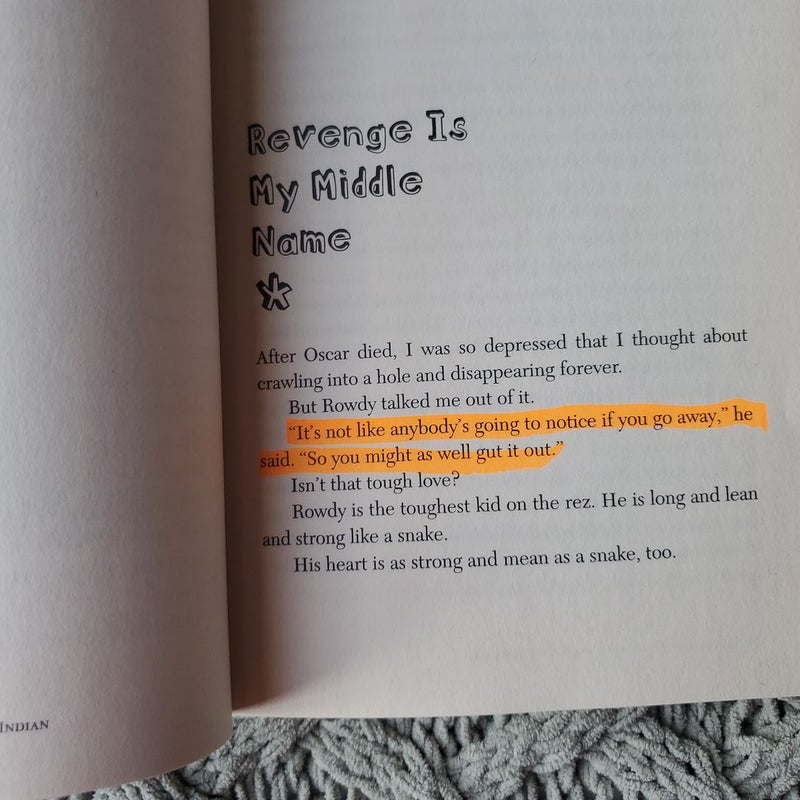 Revenge Is
My Middle
Name
*
After Oscar died, I was so depressed that I thought about
crawling into a hole and disappearing forever.
But Rowdy talked me out of it.
“It’s not like anybody’s going to notice if you go away,” he
said. “So you might as well gut it out.”
Isn’t that tough love?
Rowdy is the toughest kid on the rez. He is long and lean
and strong like a snake.
His heart is as strong and mean as a snake, too.
INDIAN